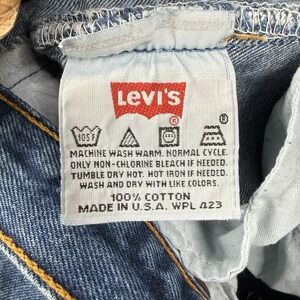 LEVI'S
®
105F
®
MACHINE WASH WARM. NORMAL CYCLE.
ONLY NON-CHLORINE BLEACH IF NEEDED.
TUMBLE DRY HOT. HOT IRON IF NEEDED.
WASH AND DRY WITH LIKE COLORS.
100% COTTON
MADE IN U.S.A. WPL 423